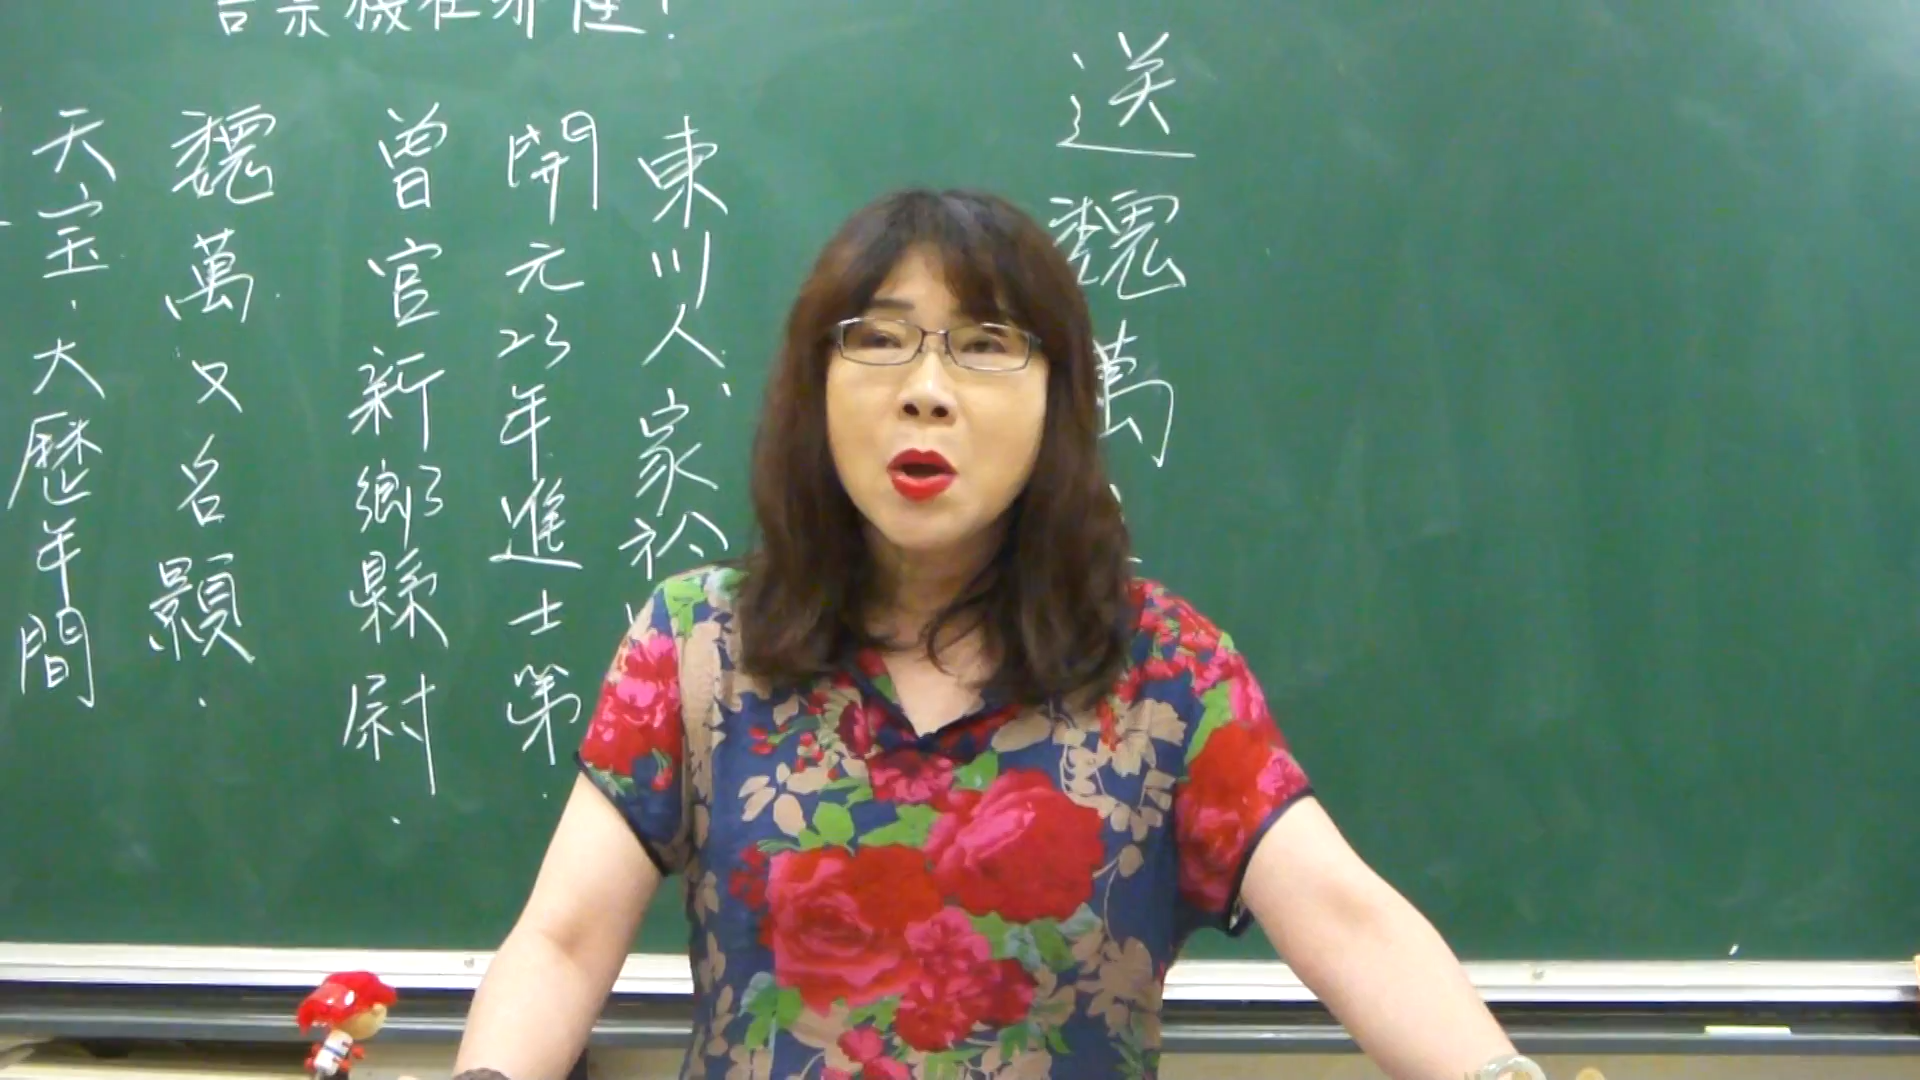 送魏萬
東川人,家於
開元23年進士第.
曾官新鄉縣尉.
魏萬又名顥.
天宝.大歷年間